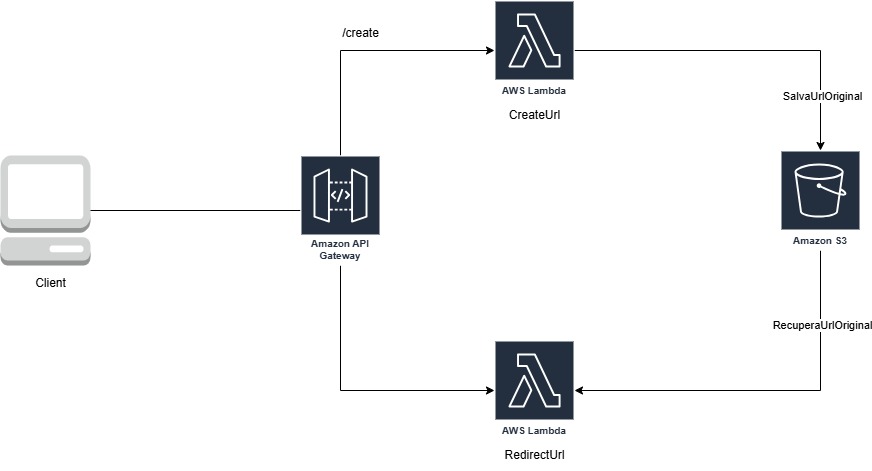 /create
AWS Lambda
CreateUrl
SalvaUrlOriginal
</>
Amazon API
Gateway
Amazon S3
Client
RecuperaUrlOriginal
AWS Lambda
RedirectUrl